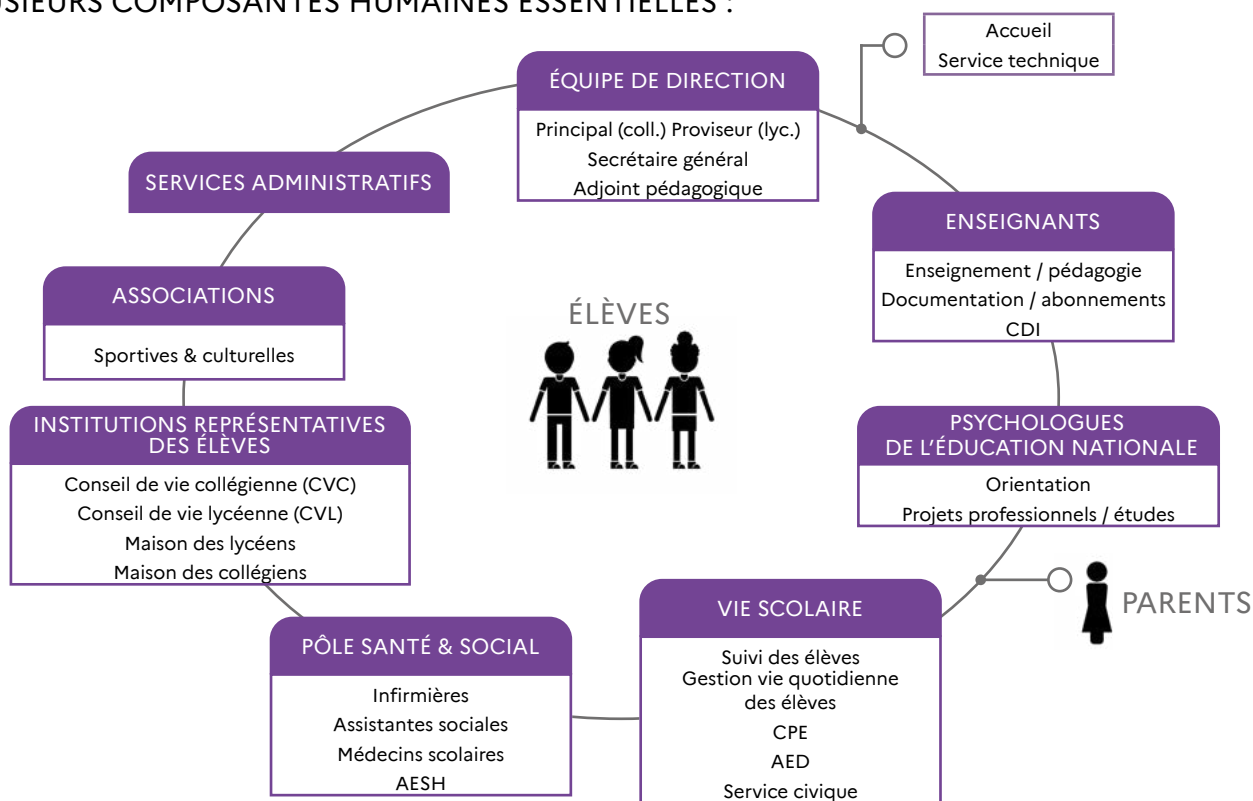 USIEURS COMPOSANTES HUMAINES ESSENTIELLES :
Accueil
Service technique
ÉQUIPE DE DIRECTION
Principal (coll.) Proviseur (lyc.)
Secrétaire général
Adjoint pédagogique
SERVICES ADMINISTRATIFS
ENSEIGNANTS
Enseignement / pédagogie
Documentation / abonnements
CDI
ASSOCIATIONS
Sportives & culturelles
ÉLÈVES
INSTITUTIONS REPRÉSENTATIVES
DES ÉLÈVES
Conseil de vie collégienne (CVC)
Conseil de vie lycéenne (CVL)
Maison des lycéens
Maison des collégiens
PSYCHOLOGUES
DE L’ÉDUCATION NATIONALE
Orientation
Projets professionnels / études
PARENTS
VIE SCOLAIRE
Suivi des élèves
Gestion vie quotidienne
des élèves
CPE
AED
Service civique
PÔLE SANTÉ & SOCIAL
Infirmières
Assistantes sociales
Médecins scolaires
AESH